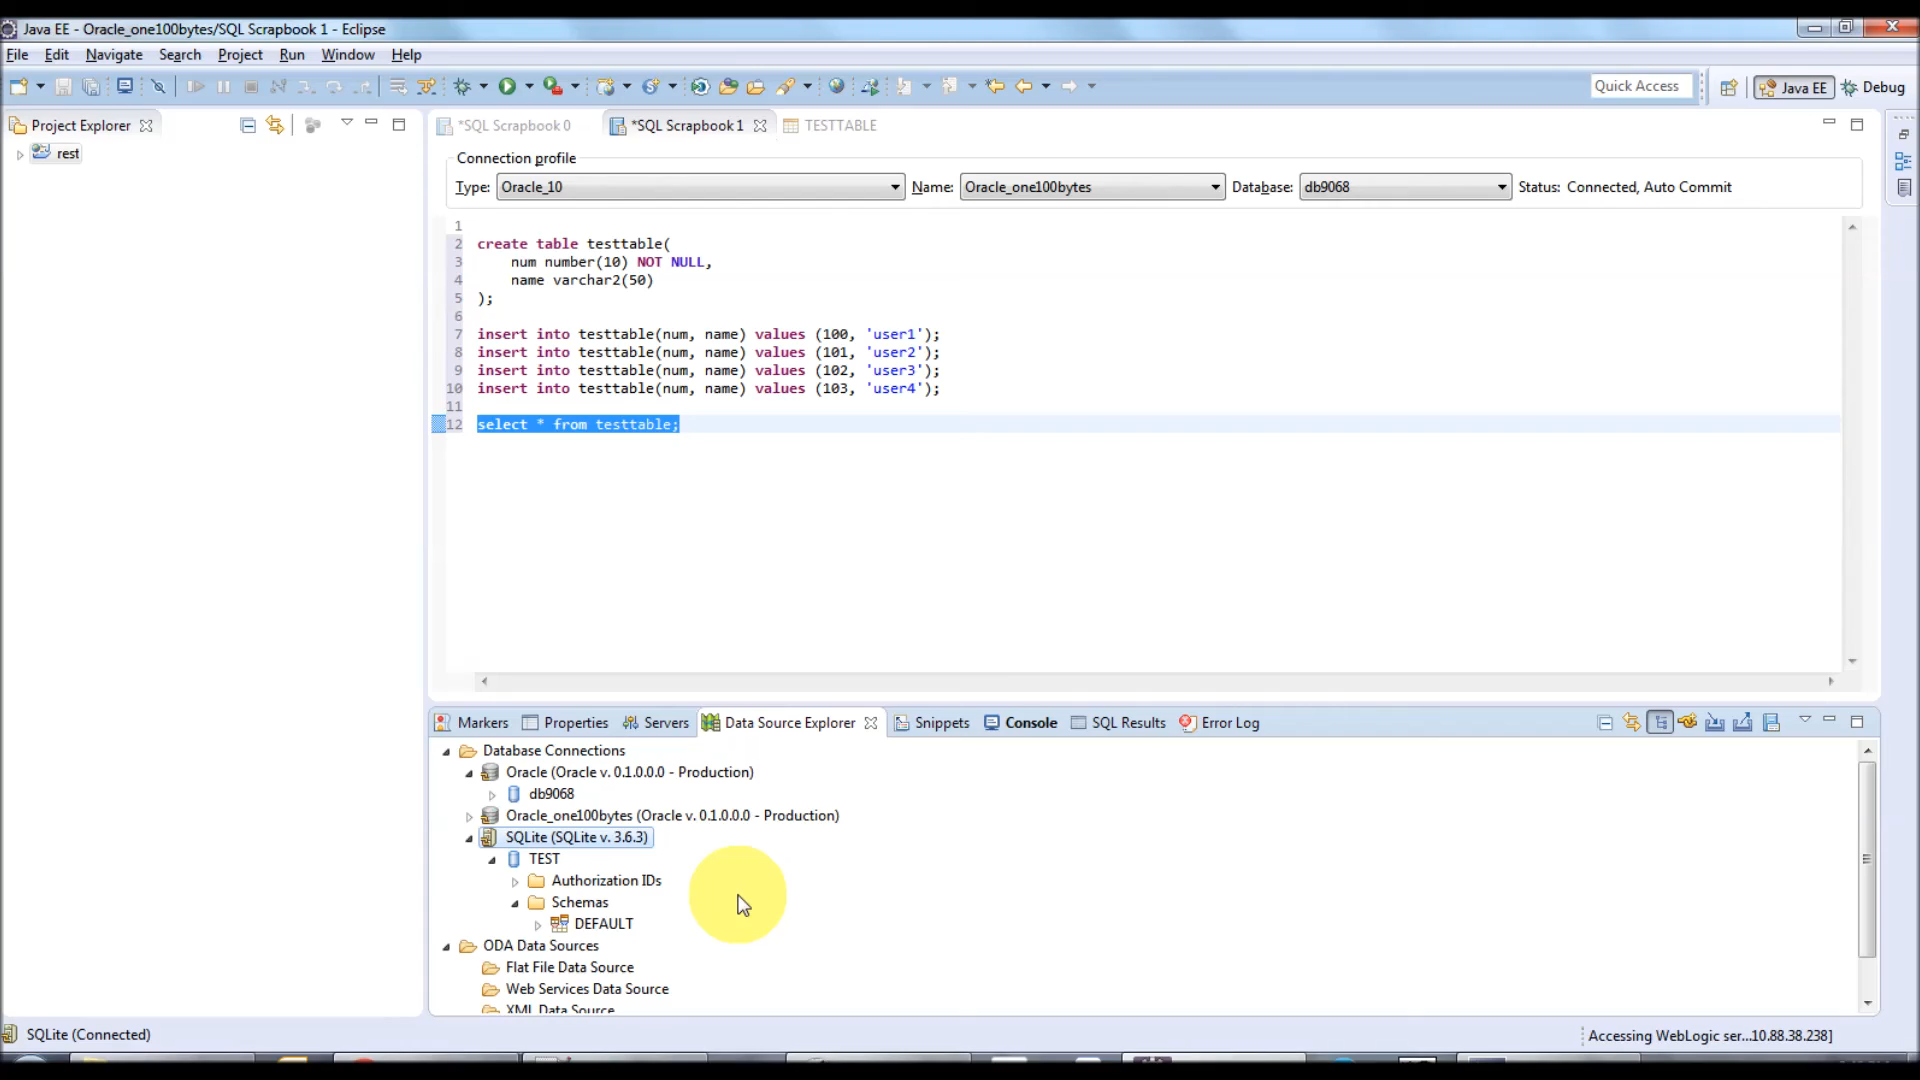 Java EE - Oracle_one100bytes/SQL Scrapbook 1 - Eclipse
File Edit Navigate Search Project Run Window Help
Quick Access
Java EE
Debug
Project Explorer
rest
*SQL Scrapbook 0
*SQL Scrapbook 1
TESTTABLE
Connection profile
Type: Oracle_10 Name: Oracle_one100bytes Database: db9068 Status: Connected, Auto Commit
1
2 create table testtable(
3 num number(10) NOT NULL,
4 name varchar2(50)
5 );
6
7 insert into testtable(num, name) values (100, 'user1');
8 insert into testtable(num, name) values (101, 'user2');
9 insert into testtable(num, name) values (102, 'user3');
10 insert into testtable(num, name) values (103, 'user4');
11
12 select * from testtable;
Markers Properties Servers Data Source Explorer Snippets Console SQL Results Error Log
Database Connections
Oracle (Oracle v. 0.1.0.0.0 - Production)
db9068
Oracle_one100bytes (Oracle v. 0.1.0.0.0 - Production)
SQLite (SQLite v. 3.6.3)
TEST
Authorization IDs
Schemas
DEFAULT
ODA Data Sources
Flat File Data Source
Web Services Data Source
XML Data Source
SQLite (Connected)
Accessing WebLogic ser...10.88.38.238]